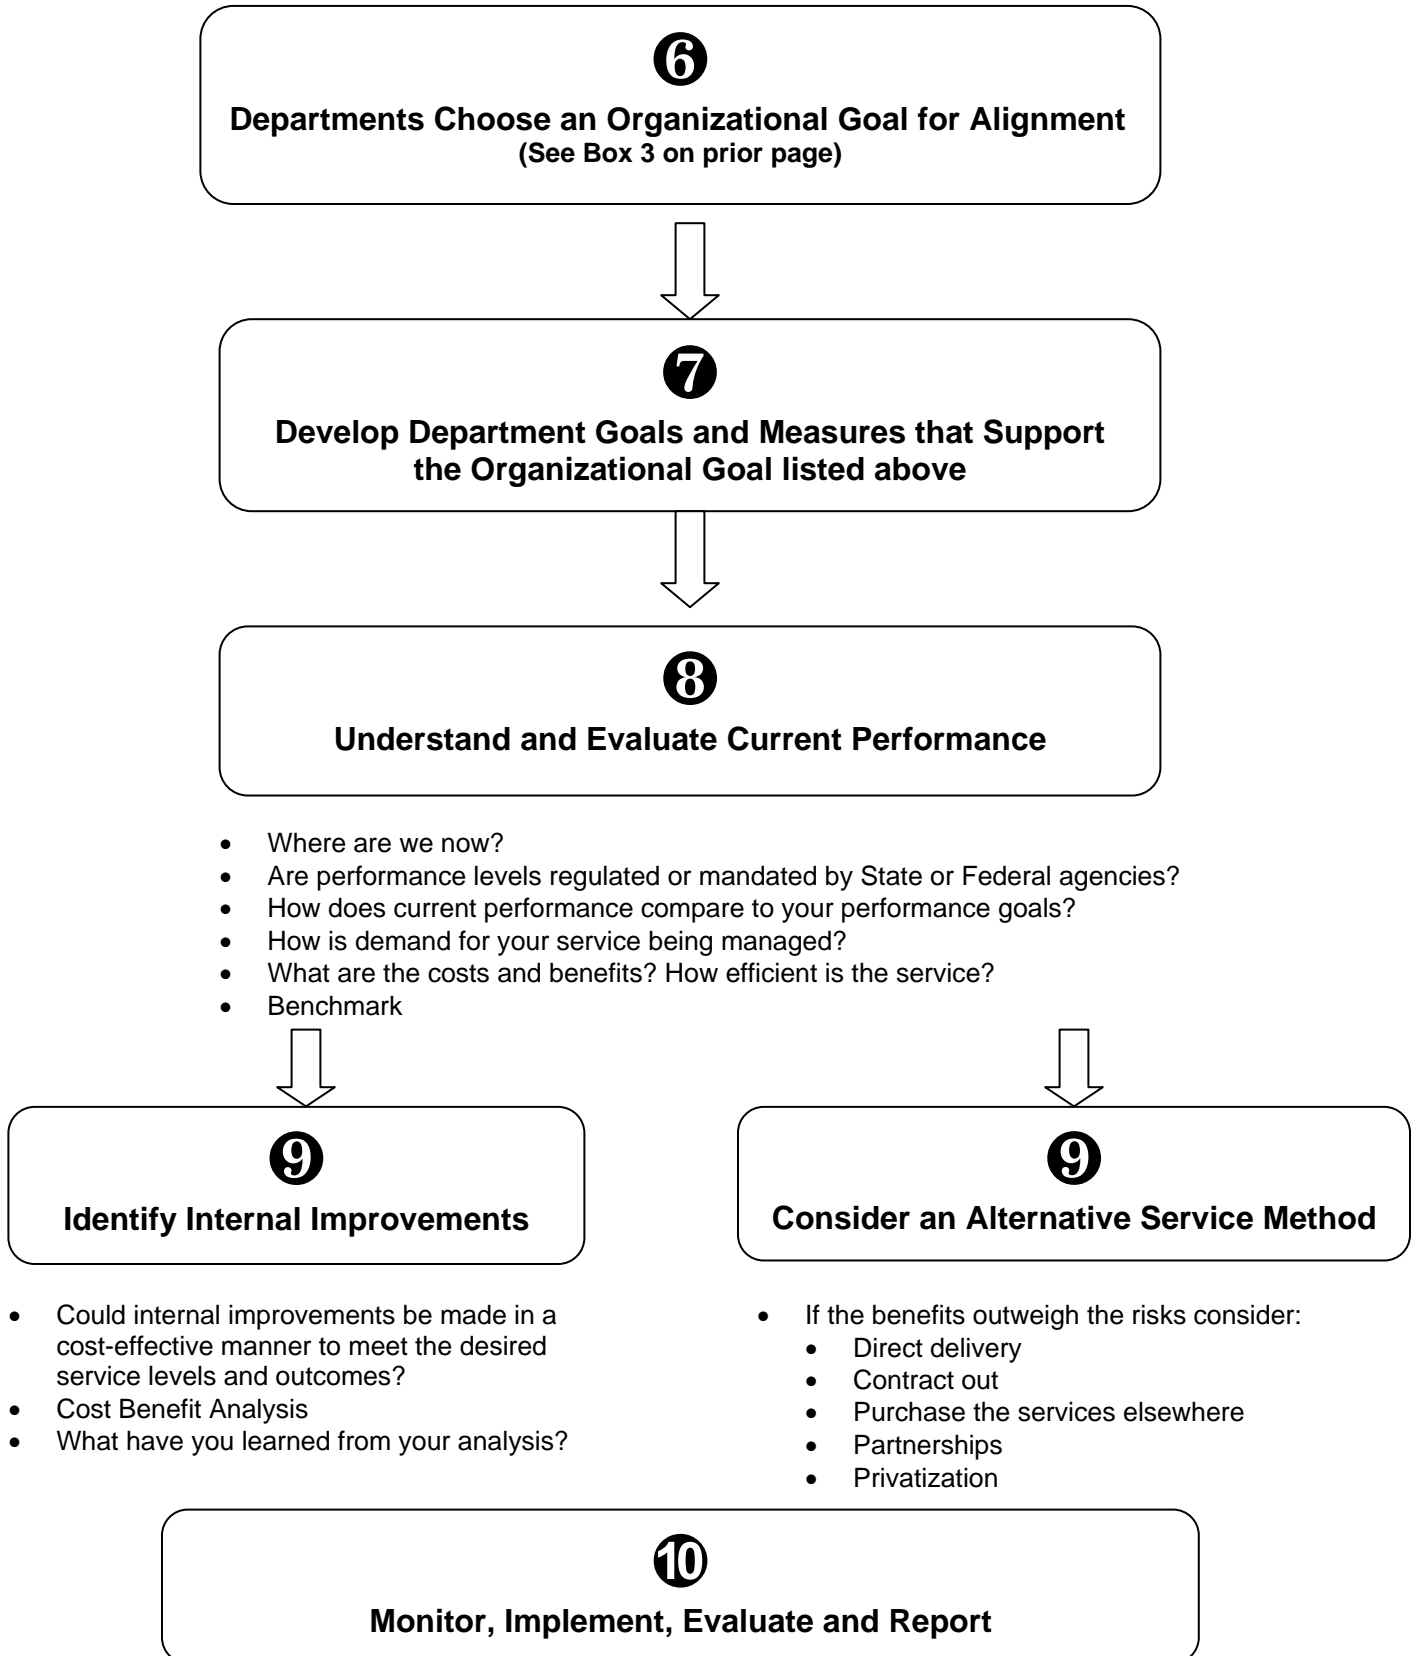 ❻
Departments Choose an Organizational Goal for Alignment
(See Box 3 on prior page)
❼
Develop Department Goals and Measures that Support
the Organizational Goal listed above
❽
Understand and Evaluate Current Performance
• Where are we now?
• Are performance levels regulated or mandated by State or Federal agencies?
• How does current performance compare to your performance goals?
• How is demand for your service being managed?
• What are the costs and benefits? How efficient is the service?
• Benchmark
❾
Identify Internal Improvements
• Could internal improvements be made in a
cost-effective manner to meet the desired
service levels and outcomes?
• Cost Benefit Analysis
• What have you learned from your analysis?
❾
Consider an Alternative Service Method
• If the benefits outweigh the risks consider:
• Direct delivery
• Contract out
• Purchase the services elsewhere
• Partnerships
• Privatization
❿
Monitor, Implement, Evaluate and Report